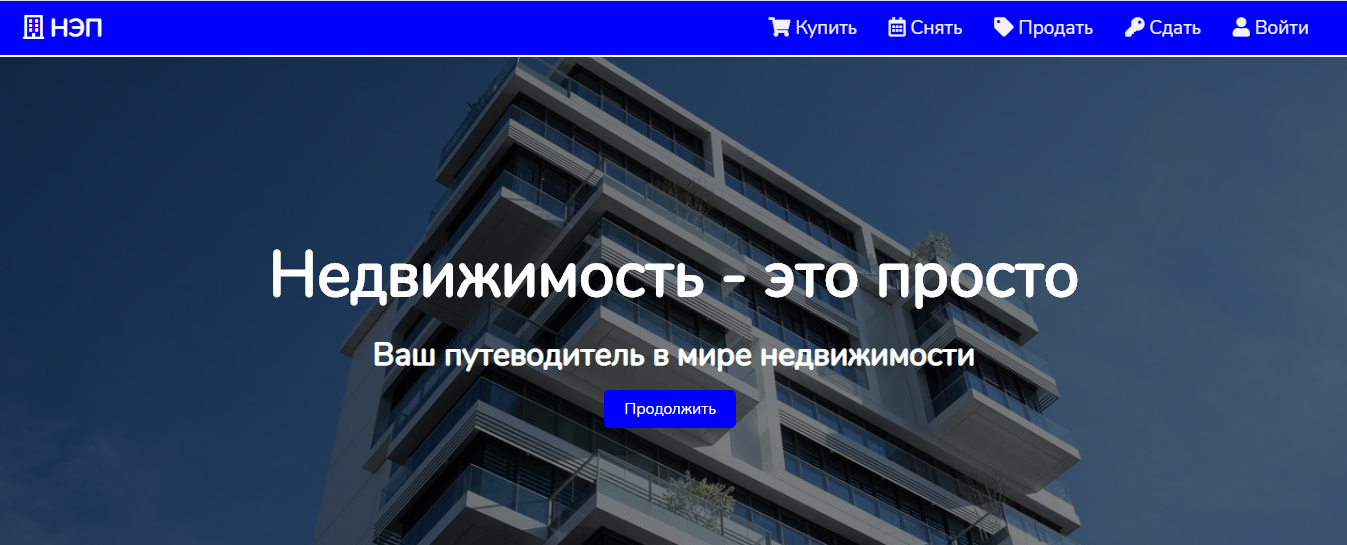 НЭП
Купить
Снять
Продать
Сдать
Войти
Недвижимость - это просто
Ваш путеводитель в мире недвижимости
Продолжить